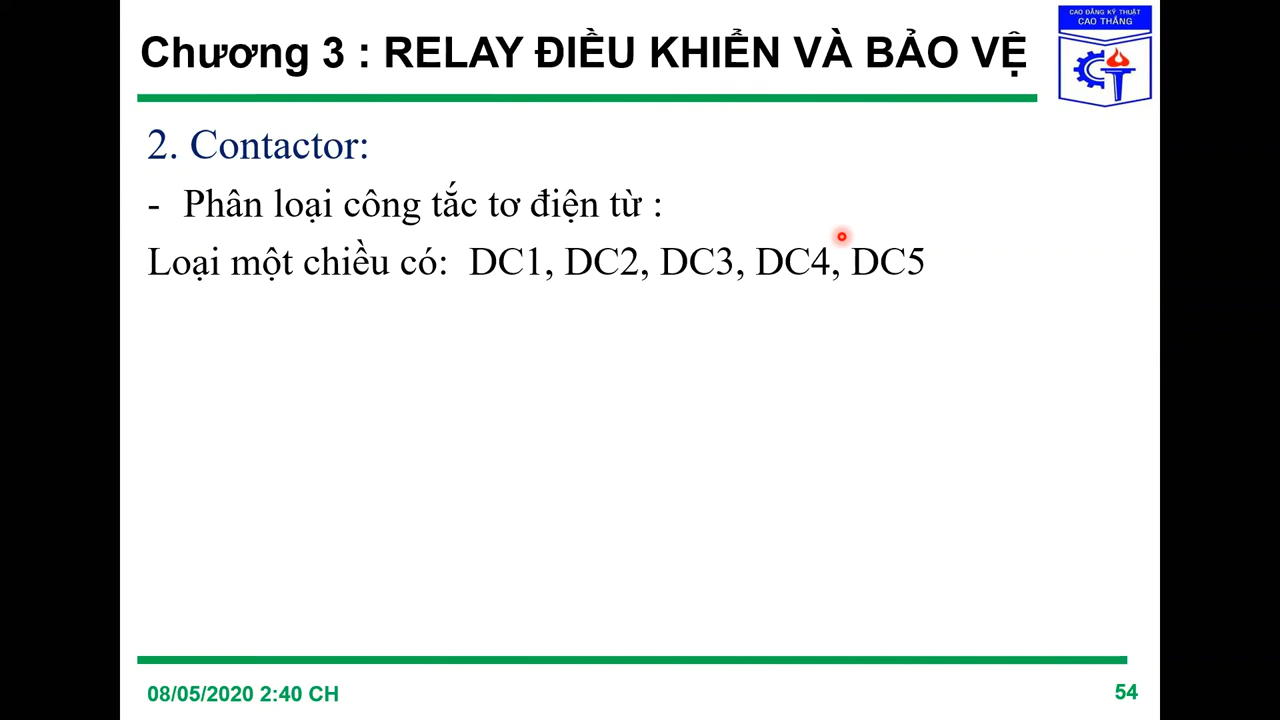 CAO ĐẲNG KỸ THUẬT
CAO THẮNG
Chương 3 : RELAY ĐIỀU KHIỂN VÀ BẢO VỆ
2. Contactor:
- Phân loại công tắc tơ điện từ :
Loại một chiều có: DC1, DC2, DC3, DC4, DC5
08/05/2020 2:40 CH
54